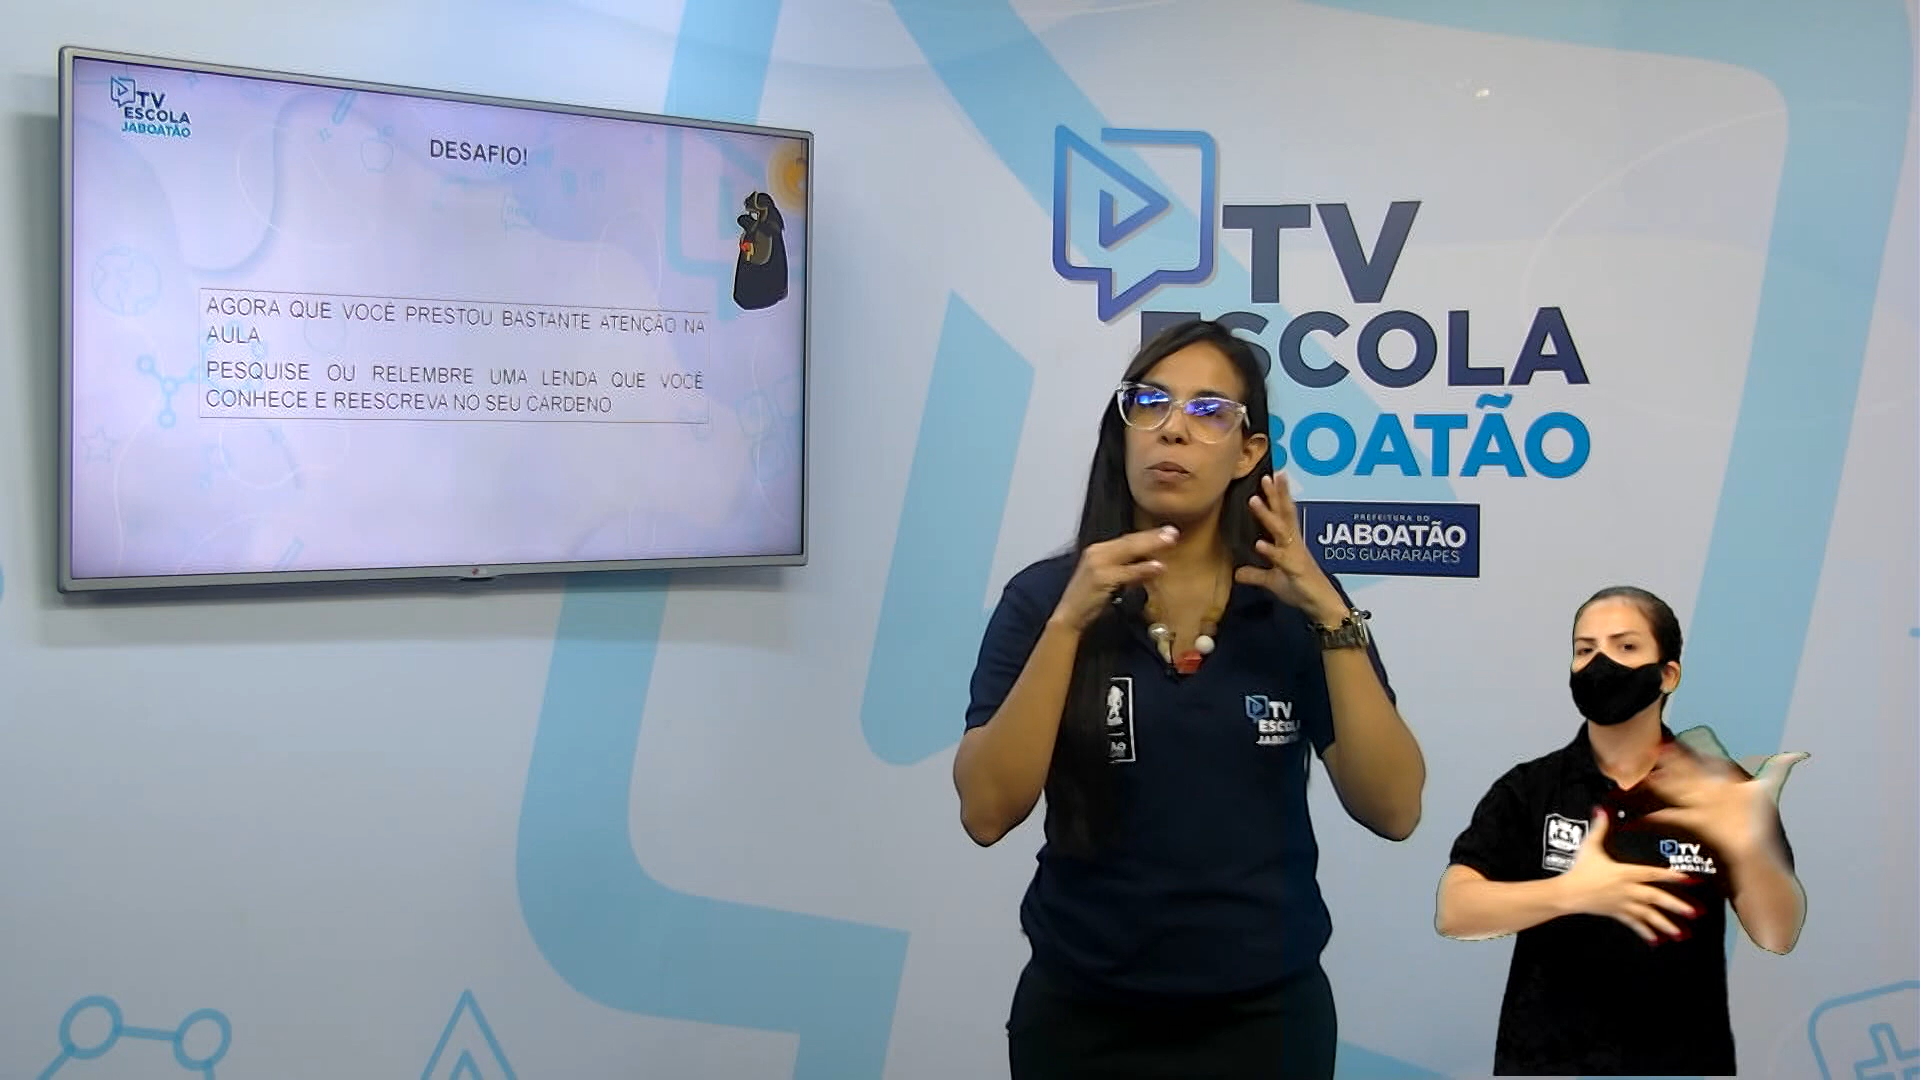 TV
ESCOLA
JABOATÃO
DESAFIO!
AGORA QUE VOCÊ PRESTOU BASTANTE ATENÇÃO NA
AULA
PESQUISE OU RELEMBRE UMA LENDA QUE VOCÊ
CONHECE E REESCREVA NO SEU CARDENO
TV
ESCOLA
JABOATÃO
PREFEITURA DO
JABOATÃO
DOS GUARARAPES
TV
ESCOLA
JABOATÃO
TV
ESCOLA
JABOATÃO